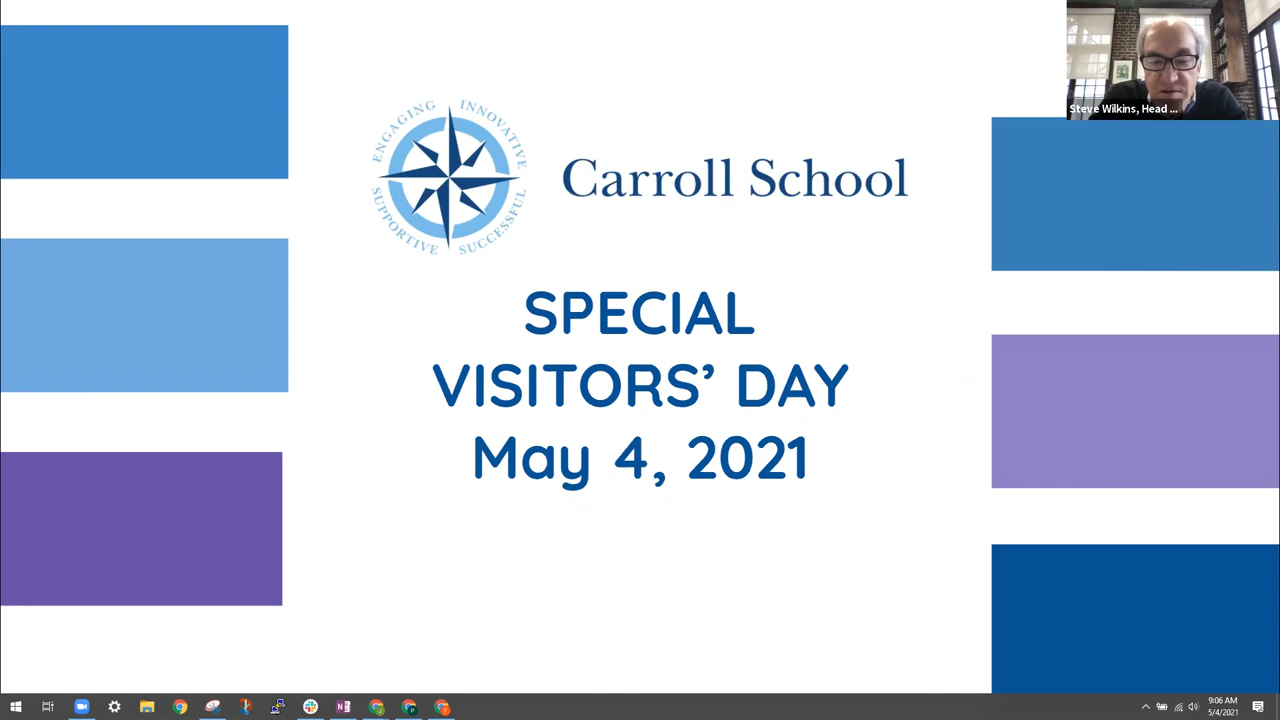 Steve Wilkins, Head ...
ENGAGING
INNOVATIVE
SUPPORTIVE
SUCCESSFUL
Carroll School
SPECIAL
VISITORS’ DAY
May 4, 2021
9:06 AM
5/4/2021